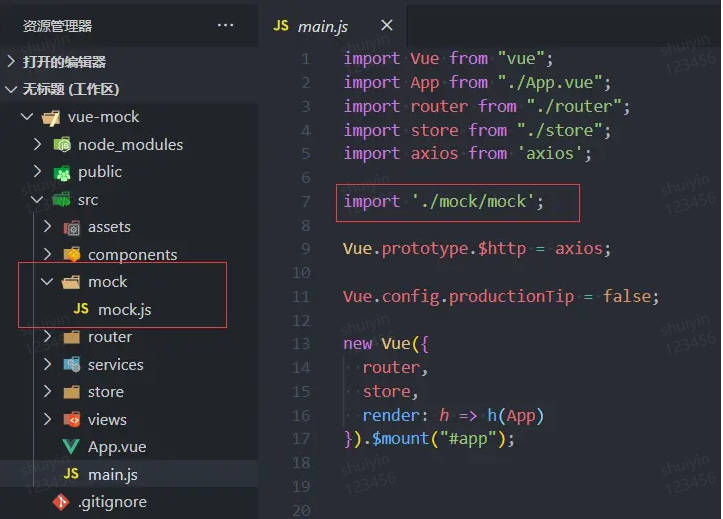 资源管理器
打开的编辑器
无标题 (工作区)
vue-mock
node_modules
public
src
assets
components
mock
JS mock.js
router
services
store
views
App.vue
JS main.js
.gitignore
JS main.js
1 import Vue from "vue";
2 import App from "./App.vue";
3 import router from "./router";
4 import store from "./store";
5 import axios from 'axios';
6
7 import './mock/mock';
8
9 Vue.prototype.$http = axios;
10
11 Vue.config.productionTip = false;
12
13 new Vue({
14 router,
15 store,
16 render: h => h(App)
17 }).$mount("#app");
18
19
20
shuiyin
123456